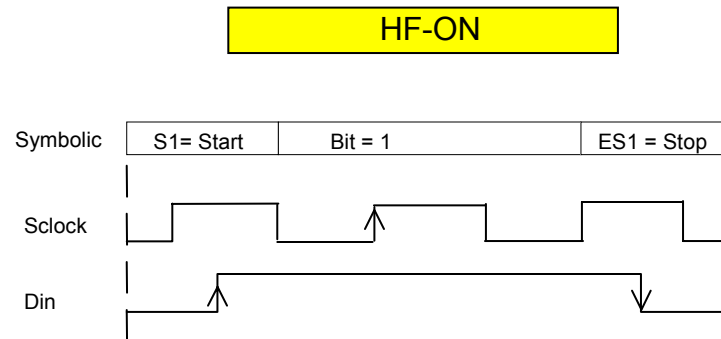 HF-ON
Symbolic S1= Start Bit = 1 ES1 = Stop
Sclock
Din